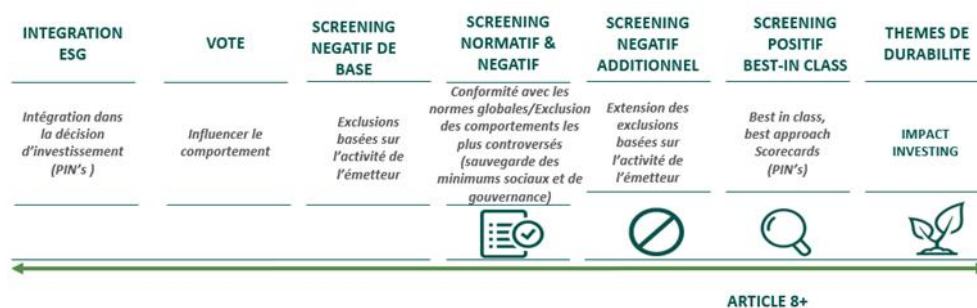 INTEGRATION
ESG
Intégration dans
la décision
d'investissement
(PIN's )
VOTE
Influencer le
comportement
SCREENING
NEGATIF DE
BASE
Exclusions
basées sur
l'activité de
l'émetteur
SCREENING
NORMATIF &
NEGATIF
Conformité avec les
normes globales/Exclusion
des comportements les
plus controversés
(sauvegarde des
minimums sociaux et de
gouvernance)
SCREENING
NEGATIF
ADDITIONNEL
Extension des
exclusions
basées sur
l'activité de
l'émetteur
SCREENING
POSITIF
BEST-IN CLASS
Best in class,
best approach
Scorecards
(PIN's)
THEMES DE
DURABILITE
IMPACT
INVESTING
ARTICLE 8+